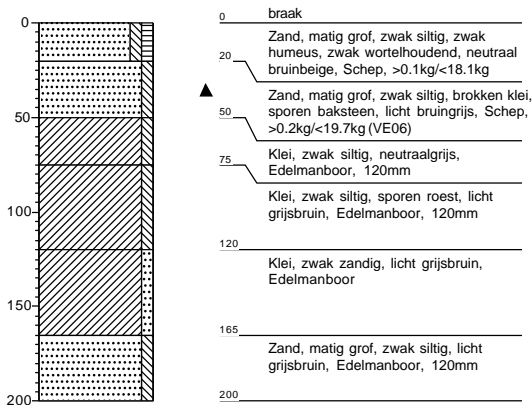 0
50
100
150
200
0
braak
Zand, matig grof, zwak siltig, zwak
humeus, zwak wortelhoudend, neutraal
bruinbeige, Schep, >0.1kg/<18.1kg
20
Zand, matig grof, zwak siltig, brokken klei,
sporen baksteen, licht bruingrijs, Schep,
>0.2kg/<19.7kg (VE06)
50
Klei, zwak siltig, neutraalgrijs,
Edelmanboor, 120mm
75
Klei, zwak siltig, sporen roest, licht
grijsbruin, Edelmanboor, 120mm
120
Klei, zwak zandig, licht grijsbruin,
Edelmanboor
165
Zand, matig grof, zwak siltig, licht
grijsbruin, Edelmanboor, 120mm
200